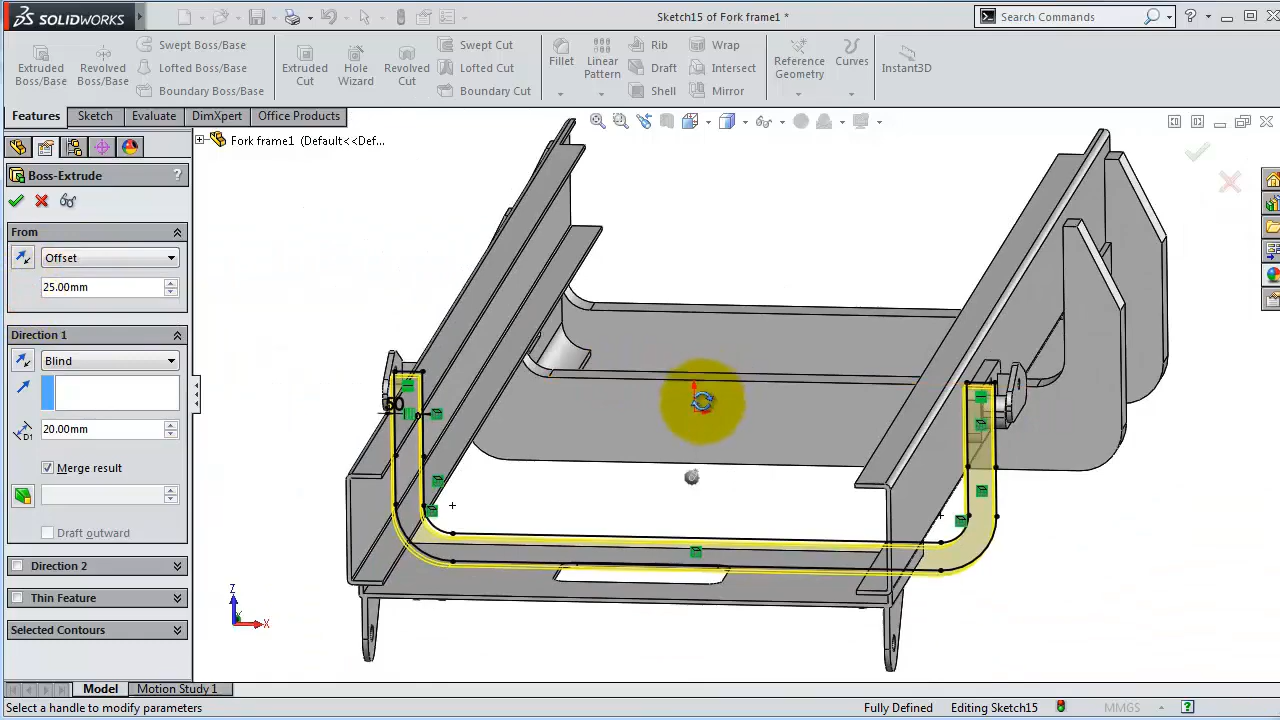 SOLIDWORKS
Sketch15 of Fork frame1 *
Search Commands
?
Extruded Boss/Base
Revolved Boss/Base
Swept Boss/Base
Lofted Boss/Base
Boundary Boss/Base
Extruded Cut
Hole Wizard
Revolved Cut
Swept Cut
Lofted Cut
Boundary Cut
Fillet
Linear Pattern
Rib
Draft
Shell
Wrap
Intersect
Mirror
Reference Geometry
Curves
Instant3D
Features
Sketch
Evaluate
DimXpert
Office Products
Fork frame1 (Default<<Def...
Boss-Extrude
?
From
Offset
25.00mm
Direction 1
Blind
D1
20.00mm
Merge result
Draft outward
Direction 2
Thin Feature
Selected Contours
50
Z
X
Model
Motion Study 1
Select a handle to modify parameters
Fully Defined
Editing Sketch15
MMGS
?